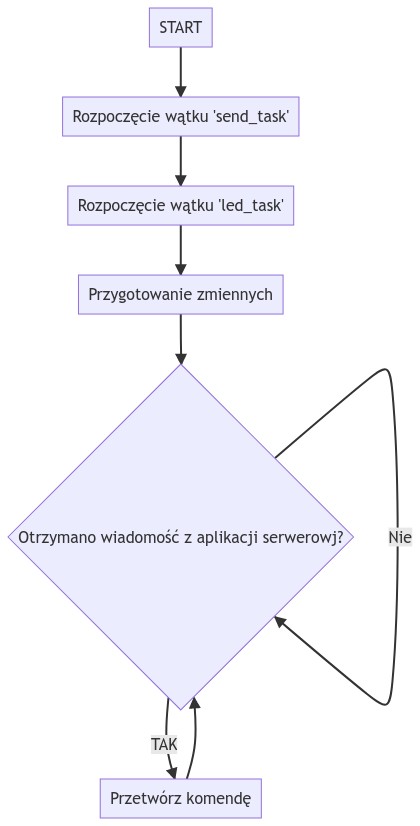 START
Rozpoczęcie wątku 'send_task'
Rozpoczęcie wątku 'led_task'
Przygotowanie zmiennych
Otrzymano wiadomość z aplikacji serwerowj?
Nie
TAK
Przetwórz komendę